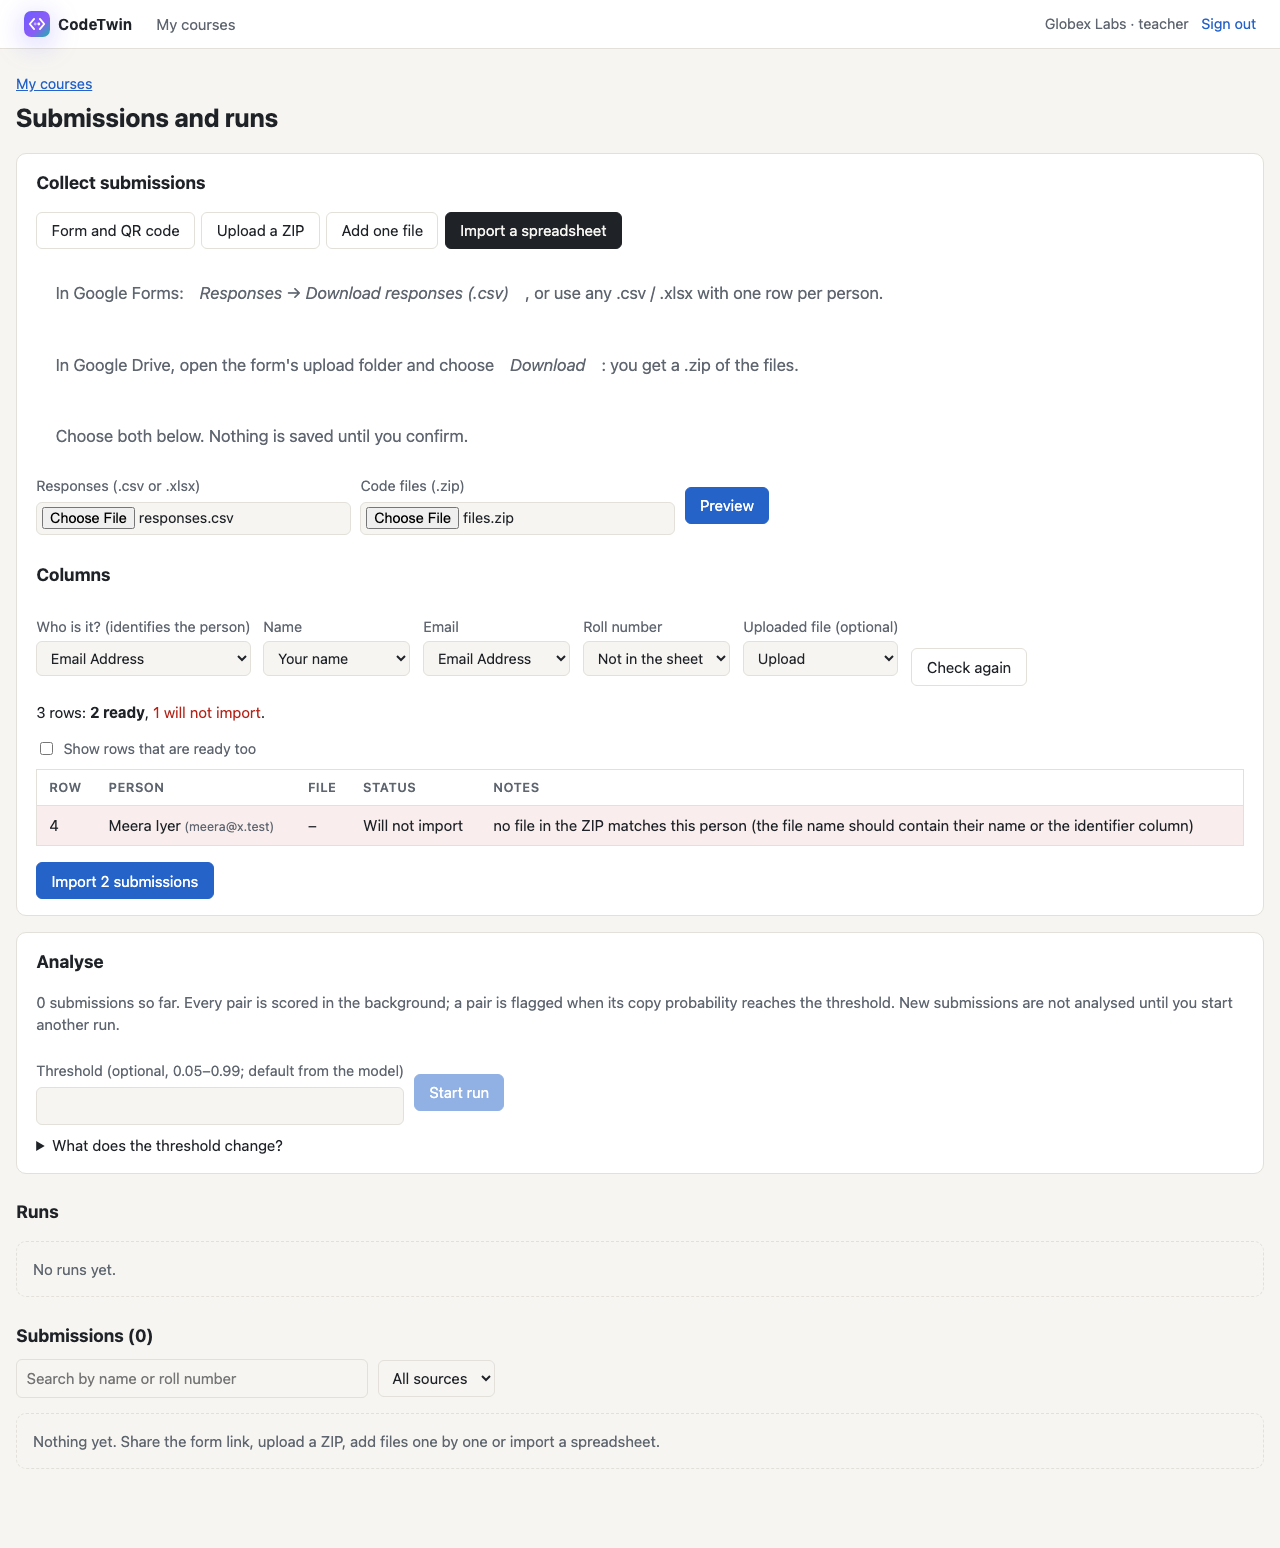 CodeTwin My courses Globex Labs · teacher Sign out
My courses
Submissions and runs
Collect submissions
Form and QR code Upload a ZIP Add one file Import a spreadsheet
In Google Forms: Responses → Download responses (.csv) , or use any .csv / .xlsx with one row per person.
In Google Drive, open the form's upload folder and choose Download : you get a .zip of the files.
Choose both below. Nothing is saved until you confirm.
Responses (.csv or .xlsx) Code files (.zip)
Choose File responses.csv Choose File files.zip Preview
Columns
Who is it? (identifies the person) Name Email Roll number Uploaded file (optional)
Email Address Your name Email Address Not in the sheet Upload Check again
3 rows: 2 ready, 1 will not import.
Show rows that are ready too
ROW PERSON FILE STATUS NOTES
4 Meera Iyer (meera@x.test) – Will not import no file in the ZIP matches this person (the file name should contain their name or the identifier column)
Import 2 submissions
Analyse
0 submissions so far. Every pair is scored in the background; a pair is flagged when its copy probability reaches the threshold. New submissions are not analysed until you start
another run.
Threshold (optional, 0.05–0.99; default from the model)
Start run
What does the threshold change?
Runs
No runs yet.
Submissions (0)
Search by name or roll number All sources
Nothing yet. Share the form link, upload a ZIP, add files one by one or import a spreadsheet.